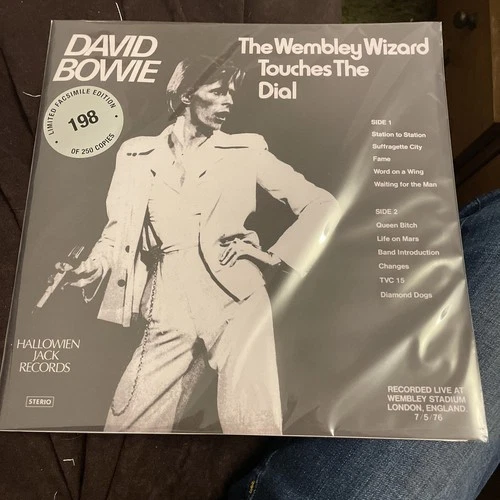 DAVID
BOWIE
The Wembley Wizard
Touches The
Dial
LIMITED FACSIMILE EDITION
198
OF 250 COPIES
SIDE 1
Station to Station
Suffragette City
Fame
Word on a Wing
Waiting for the Man
SIDE 2
Queen Bitch
Life on Mars
Band Introduction
Changes
TVC 15
Diamond Dogs
HALLOWIEN
JACK
RECORDS
STERIO
RECORDED LIVE AT
WEMBLEY STADIUM
LONDON, ENGLAND.
7/5/76